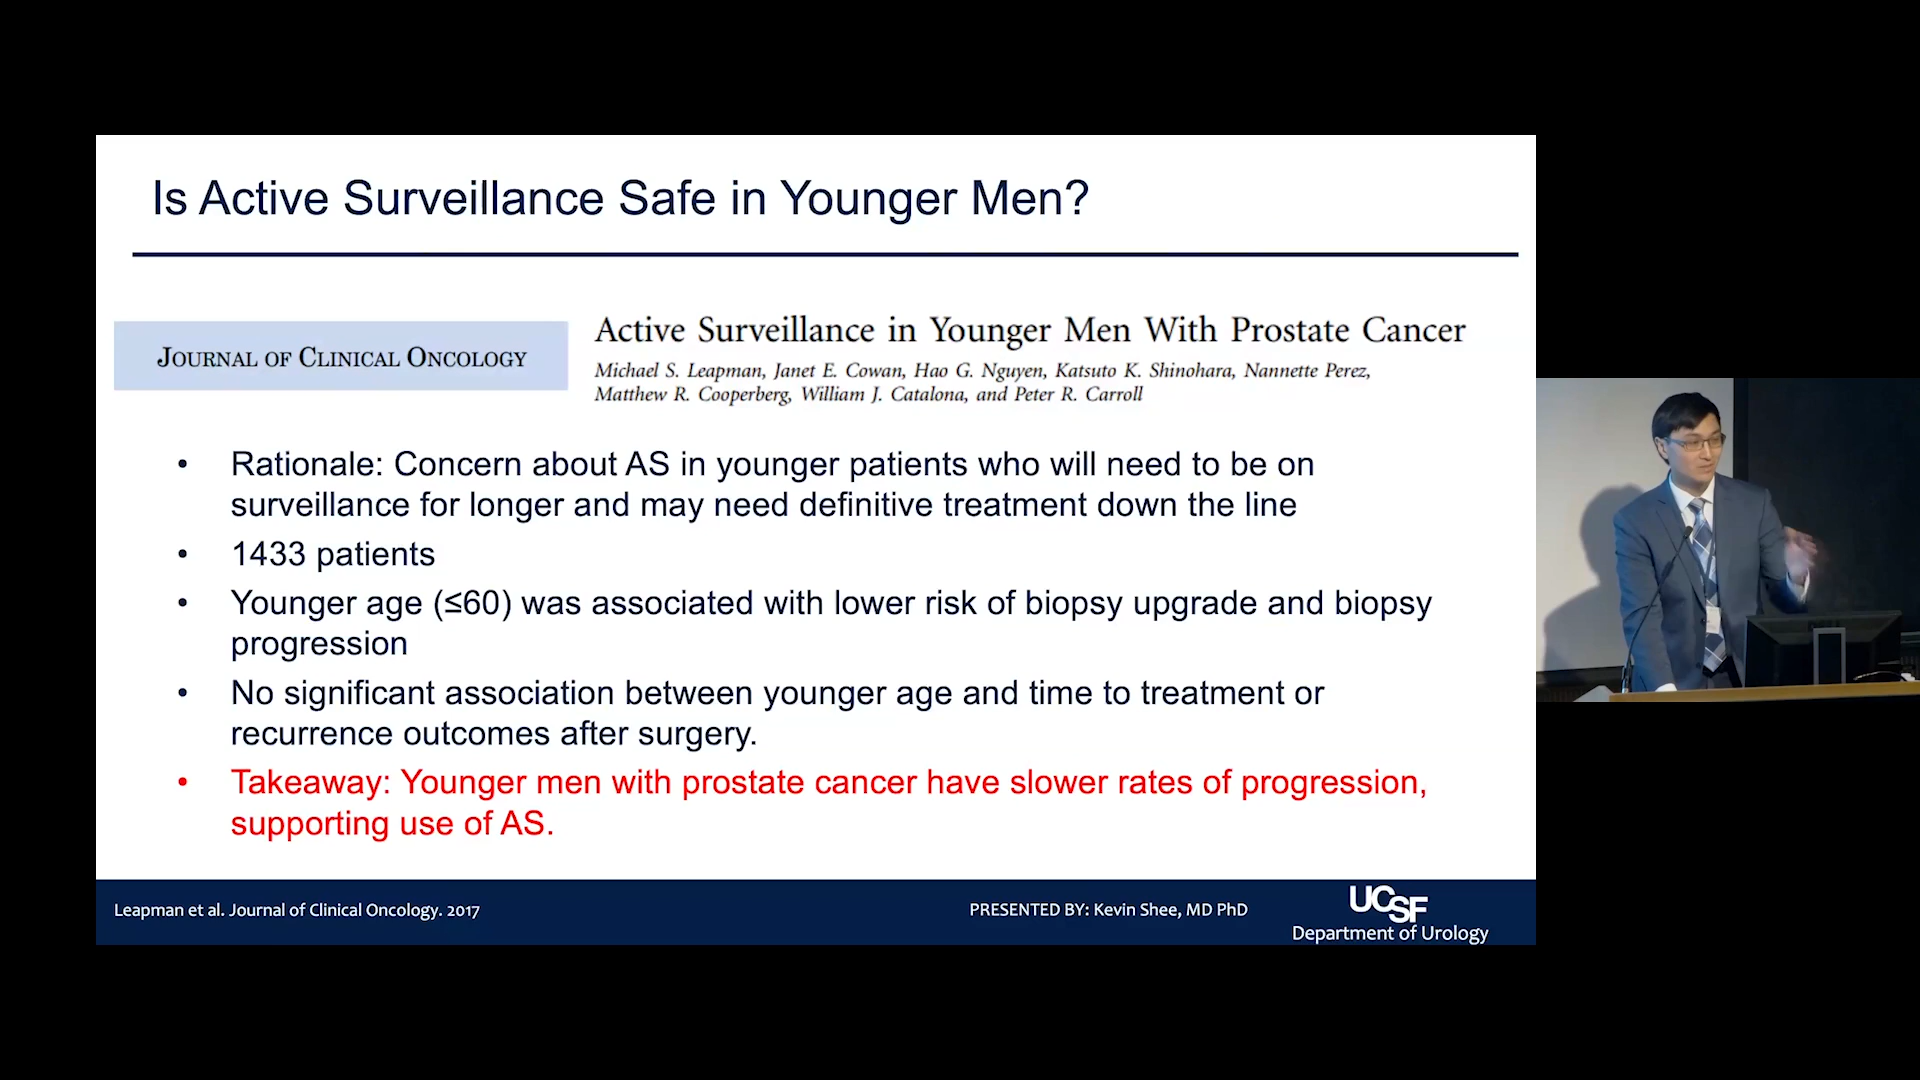 Is Active Surveillance Safe in Younger Men?
JOURNAL OF CLINICAL ONCOLOGY
Active Surveillance in Younger Men With Prostate Cancer
Michael S. Leapman, Janet E. Cowan, Hao G. Nguyen, Katsuto K. Shinohara, Nannette Perez,
Matthew R. Cooperberg, William J. Catalona, and Peter R. Carroll
• Rationale: Concern about AS in younger patients who will need to be on
surveillance for longer and may need definitive treatment down the line
• 1433 patients
• Younger age (≤60) was associated with lower risk of biopsy upgrade and biopsy
progression
• No significant association between younger age and time to treatment or
recurrence outcomes after surgery.
• Takeaway: Younger men with prostate cancer have slower rates of progression,
supporting use of AS.
Leapman et al. Journal of Clinical Oncology. 2017
PRESENTED BY: Kevin Shee, MD PhD
UCSF
Department of Urology